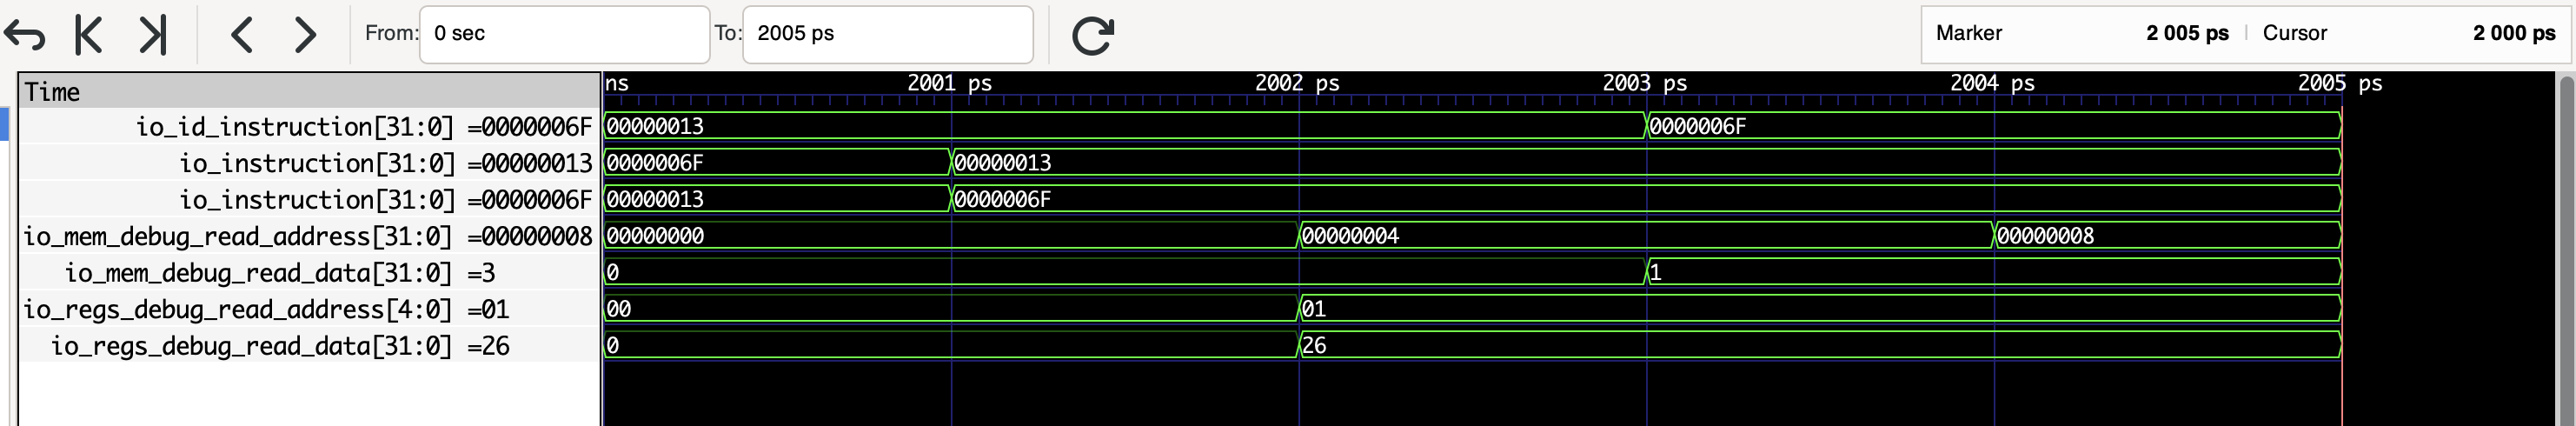 From: 0 sec To: 2005 ps Marker 2 005 ps | Cursor 2 000 ps
Time ns 2001 ps 2002 ps 2003 ps 2004 ps 2005 ps
io_id_instruction[31:0] =0000006F 00000013 0000006F
io_instruction[31:0] =00000013 0000006F 00000013
io_instruction[31:0] =0000006F 00000013 0000006F
io_mem_debug_read_address[31:0] =00000008 00000000 00000004 00000008
io_mem_debug_read_data[31:0] =3 0 1
io_regs_debug_read_address[4:0] =01 00 01
io_regs_debug_read_data[31:0] =26 0 26